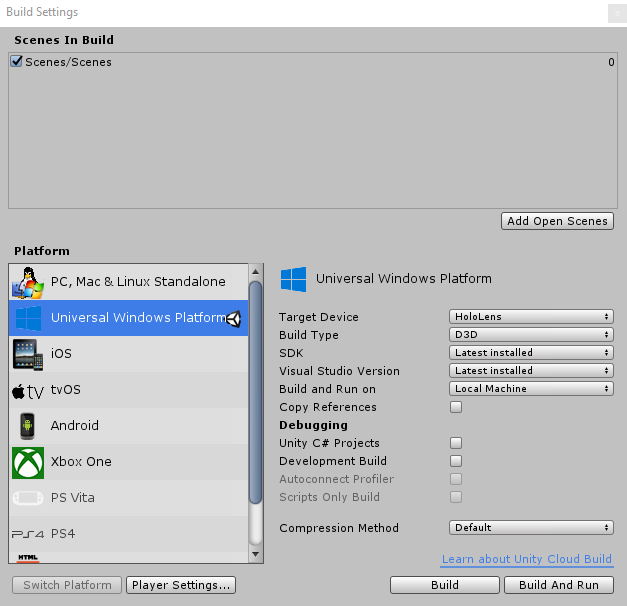 Build Settings
x
Scenes In Build
Scenes/Scenes 0
Add Open Scenes
Platform
PC, Mac & Linux Standalone
Universal Windows Platform
iOS
tv tvOS
Android
Xbox One
PS Vita
PS4 PS4
HTML
Switch Platform
Player Settings...
Universal Windows Platform
Target Device HoloLens
Build Type D3D
SDK Latest installed
Visual Studio Version Latest installed
Build and Run on Local Machine
Copy References
Debugging
Unity C# Projects
Development Build
Autoconnect Profiler
Scripts Only Build
Compression Method Default
Learn about Unity Cloud Build
Build
Build And Run